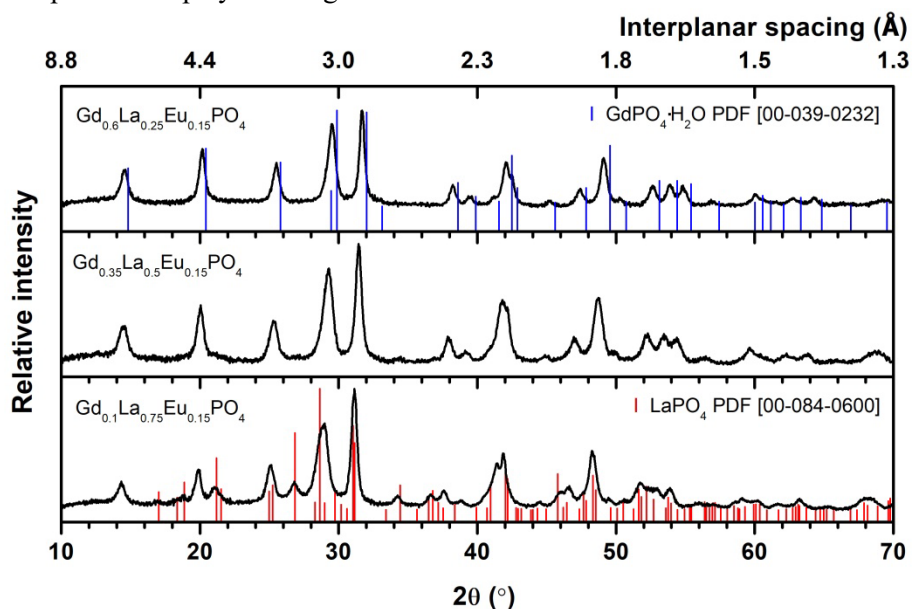 Interplanar spacing (Å)
8.8 4.4 3.0 2.3 1.8 1.5 1.3
Gd0.6La0.25Eu0.15PO4
GdPO4·H2O PDF [00-039-0232]
Relative intensity
Gd0.35La0.5Eu0.15PO4
Gd0.1La0.75Eu0.15PO4
LaPO4 PDF [00-084-0600]
10 20 30 40 50 60 70
2θ (°)